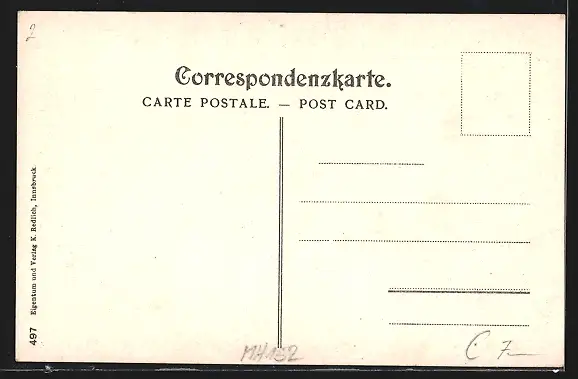 2
Correspondenzkarte.
CARTE POSTALE. — POST CARD.
497 Eigentum und Verlag K. Redlich, Innsbruck
MH152
C 7—